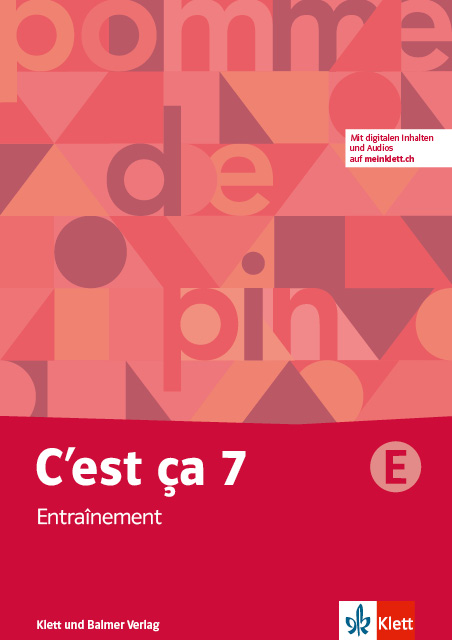 pomme
de
pin
Mit digitalen Inhalten
und Audios
auf meinklett.ch
C'est ça 7
E
Entraînement
Klett und Balmer Verlag
Klett